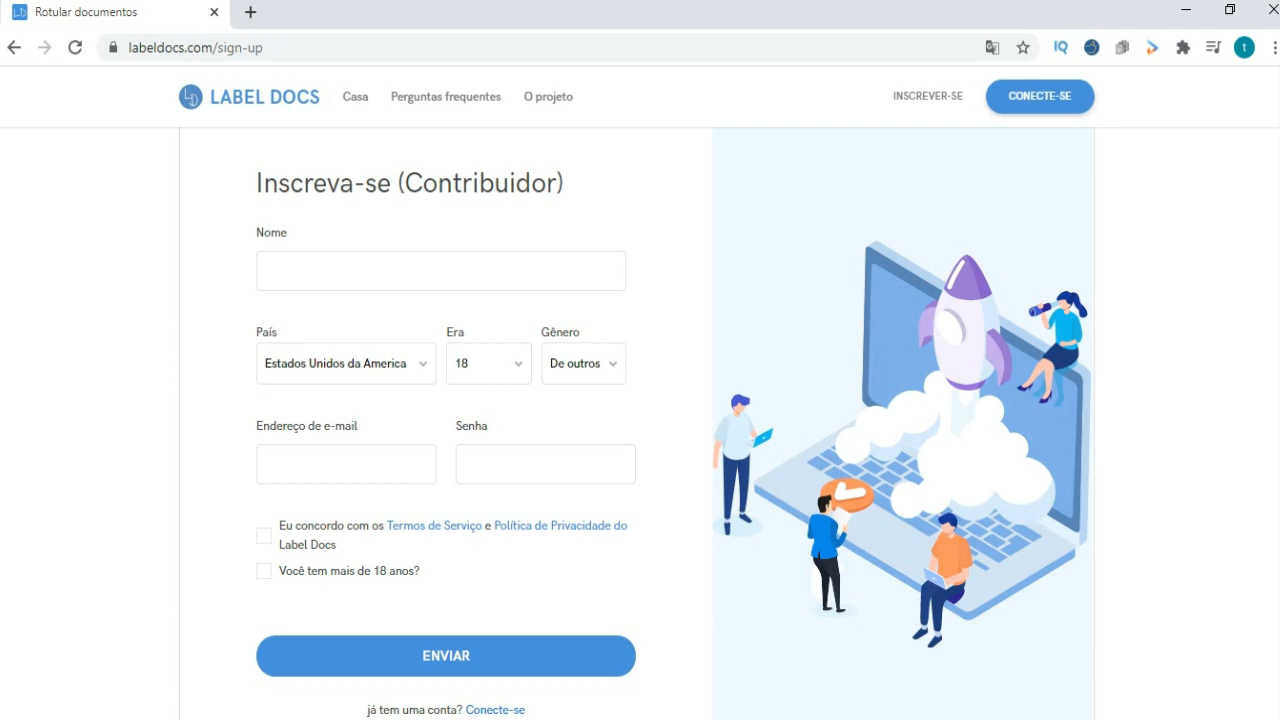 Rotular documentos
labeldocs.com/sign-up
IQ
t
LABEL DOCS
Casa
Perguntas frequentes
O projeto
INSCREVER-SE
CONECTE-SE
Inscreva-se (Contribuidor)
Nome
País
Era
Gênero
Estados Unidos da America
18
De outros
Endereço de e-mail
Senha
Eu concordo com os Termos de Serviço e Política de Privacidade do
Label Docs
Você tem mais de 18 anos?
ENVIAR
já tem uma conta? Conecte-se